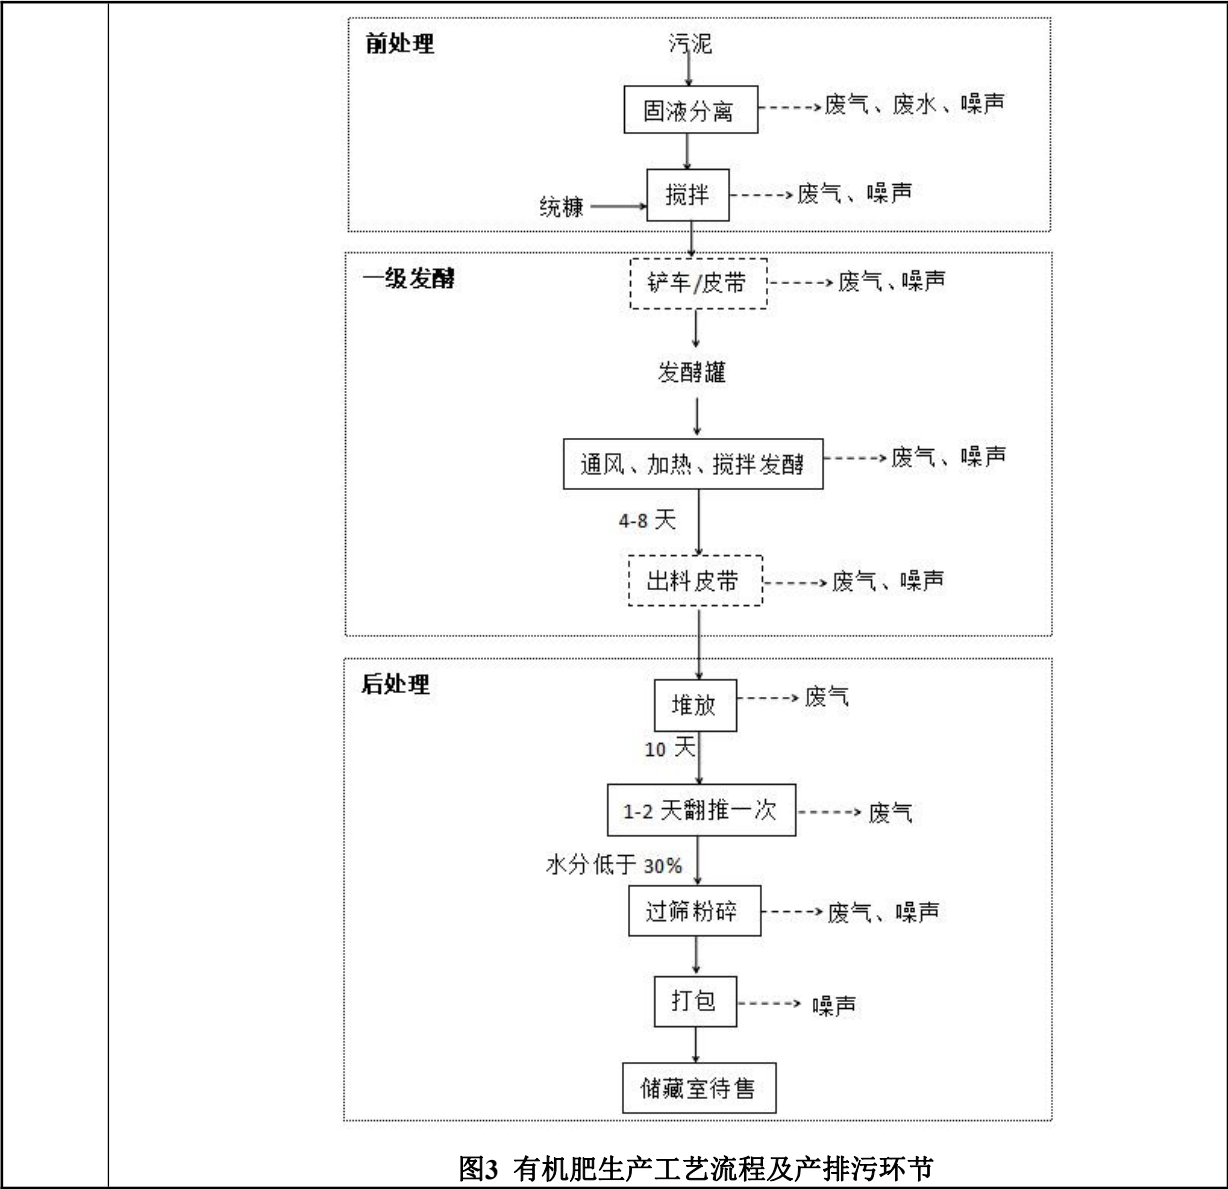 前处理
污泥
固液分离
废气、废水、噪声
搅拌
废气、噪声
统糠
一级发酵
铲车/皮带
废气、噪声
发酵罐
通风、加热、搅拌发酵
废气、噪声
4-8 天
出料皮带
废气、噪声
后处理
堆放
废气
10 天
1-2 天翻推一次
废气
水分低于 30%
过筛粉碎
废气、噪声
打包
噪声
储藏室待售
图3 有机肥生产工艺流程及产排污环节